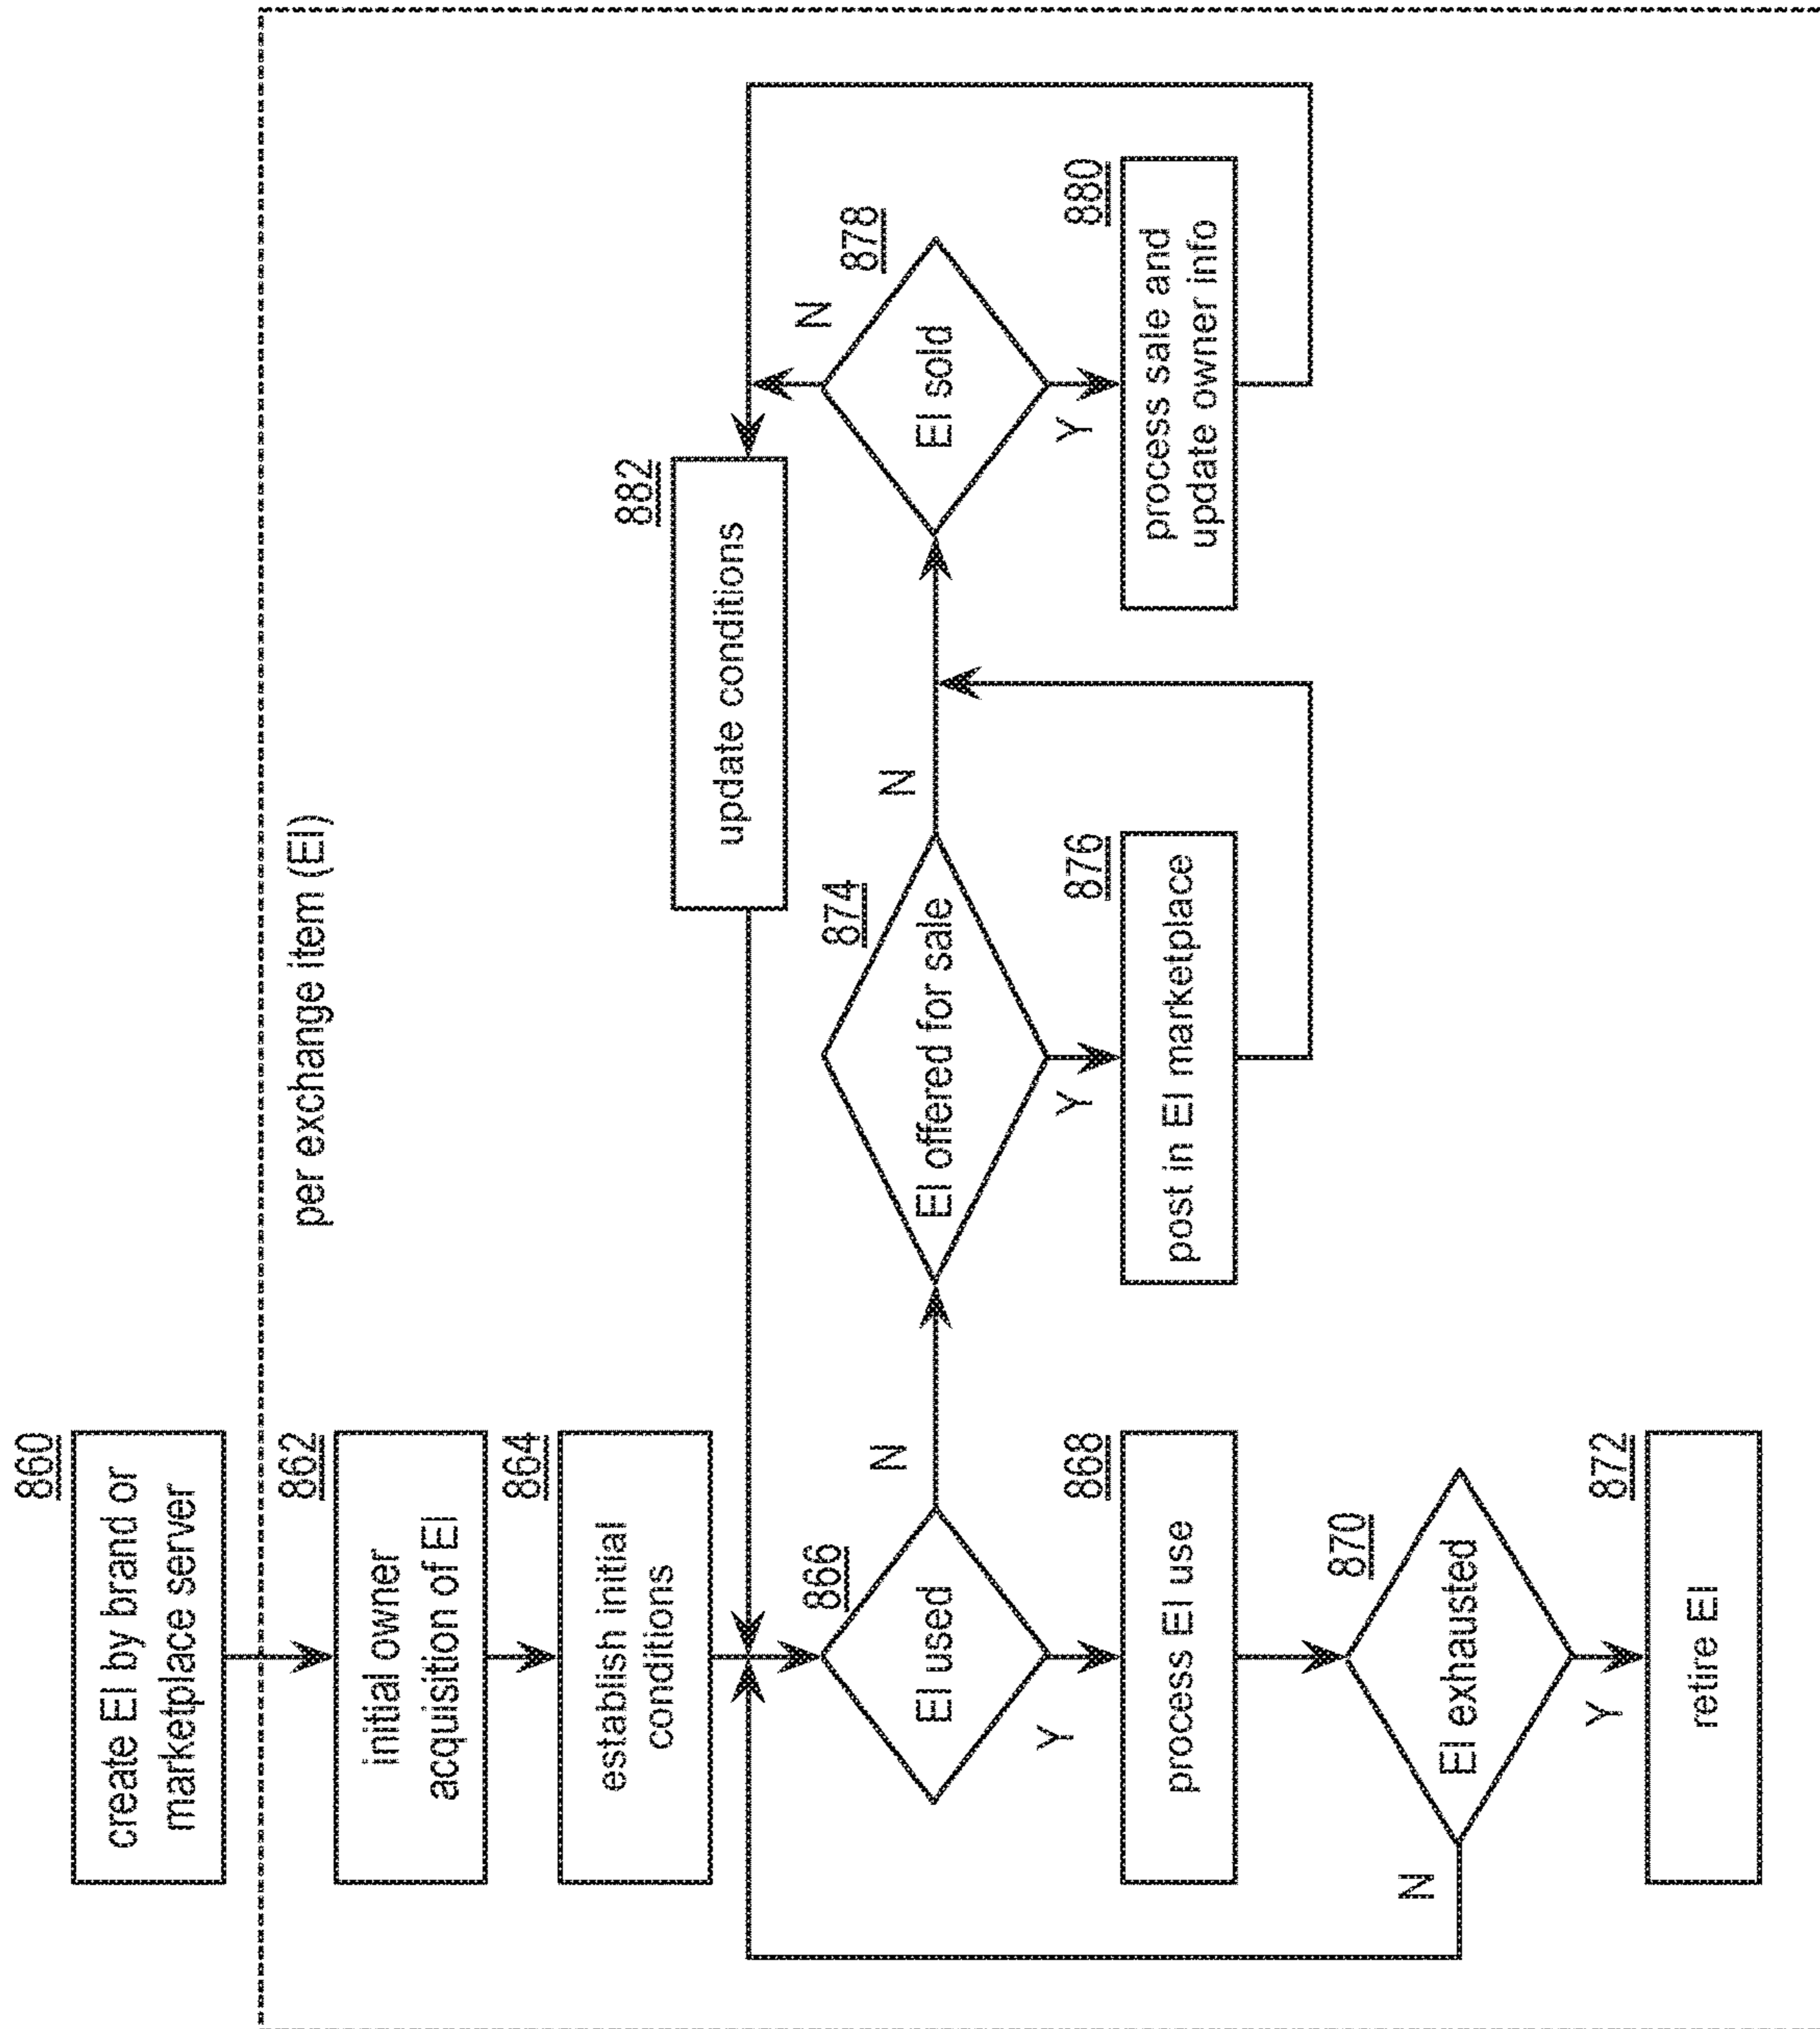 860
create EI by brand or
marketplace server
per exchange item (EI)
862
initial owner
acquisition of EI
864
establish initial
conditions
882
update conditions
866
EI used
N
Y
874
EI offered for sale
N
Y
878
EI sold
N
Y
868
process EI use
876
post in EI marketplace
880
process sale and
update owner info
870
EI exhausted
N
Y
872
retire EI